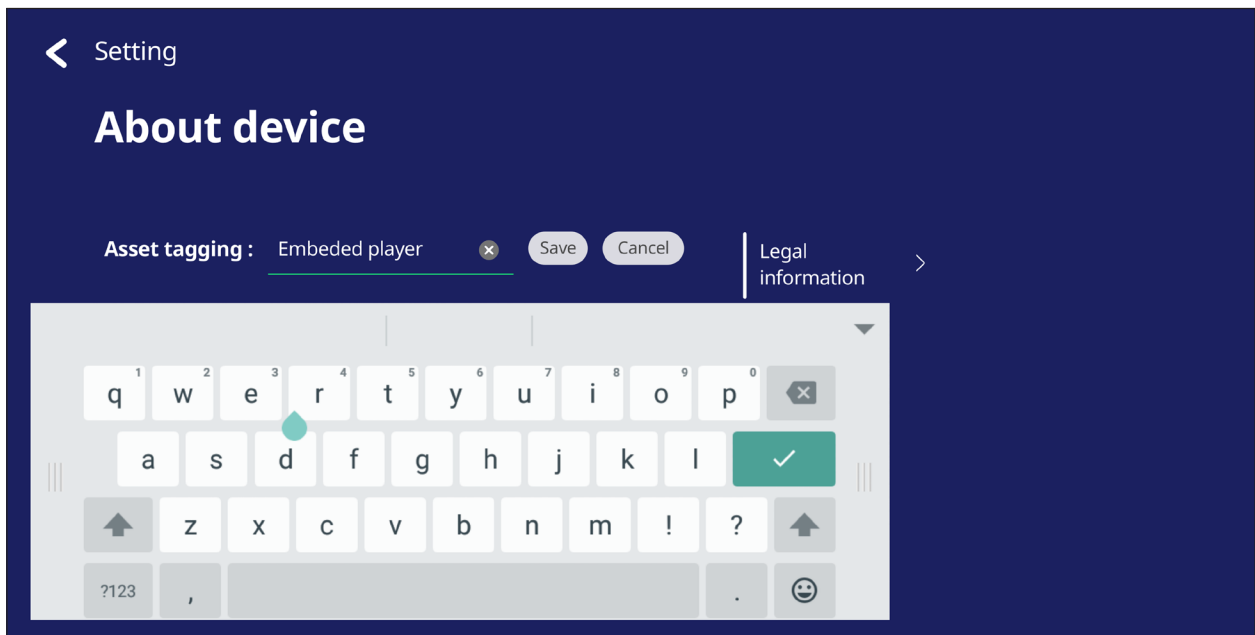 Setting
About device
Asset tagging : Embeded player Save Cancel
Legal
information
1 2 3 4 5 6 7 8 9 0
q w e r t y u i o p
a s d f g h j k l
z x c v b n m ! ?
?123 , .